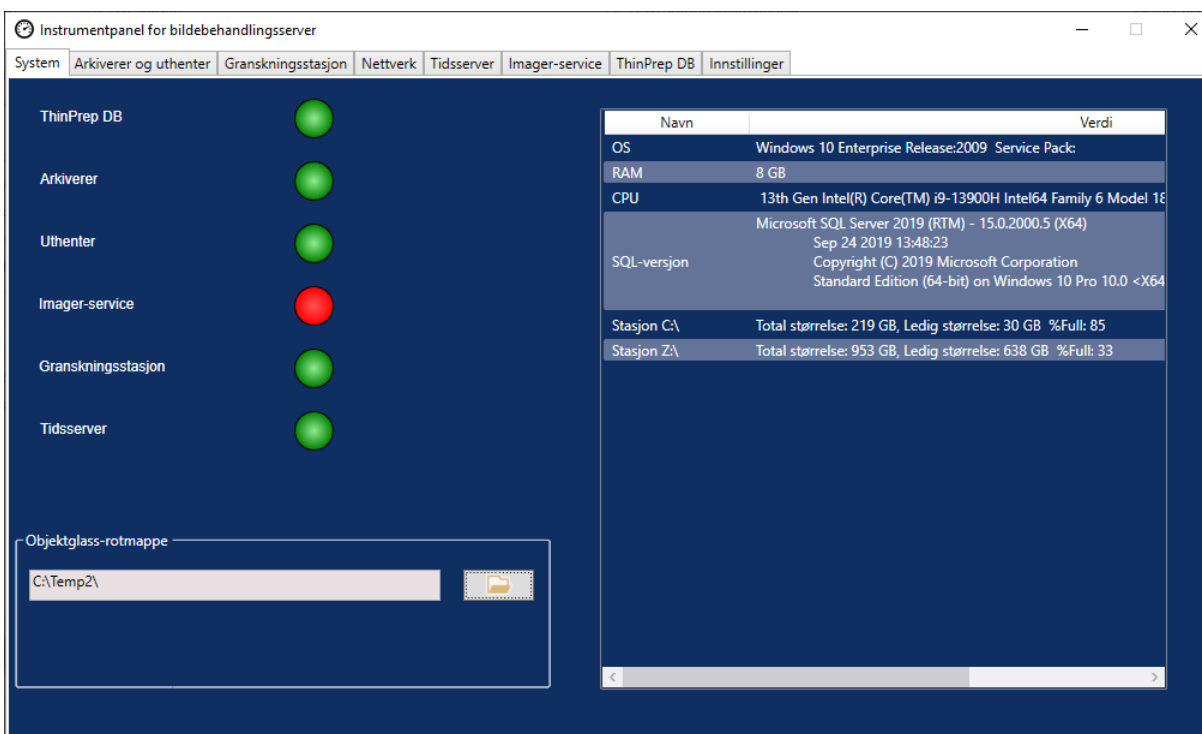 Instrumentpanel for bildebehandlingsserver
System Arkiverer og uthenter Granskningsstasjon Nettverk Tidsserver Imager-service ThinPrep DB Innstillinger
ThinPrep DB
Arkiverer
Uthenter
Imager-service
Granskningsstasjon
Tidsserver
Objektglass-rotmappe
C:\Temp2\
Navn Verdi
OS Windows 10 Enterprise Release:2009 Service Pack:
RAM 8 GB
CPU 13th Gen Intel(R) Core(TM) i9-13900H Intel64 Family 6 Model 18
SQL-versjon Microsoft SQL Server 2019 (RTM) - 15.0.2000.5 (X64)
Sep 24 2019 13:48:23
Copyright (C) 2019 Microsoft Corporation
Standard Edition (64-bit) on Windows 10 Pro 10.0 <X64
Stasjon C:\ Total størrelse: 219 GB, Ledig størrelse: 30 GB %Full: 85
Stasjon Z:\ Total størrelse: 953 GB, Ledig størrelse: 638 GB %Full: 33